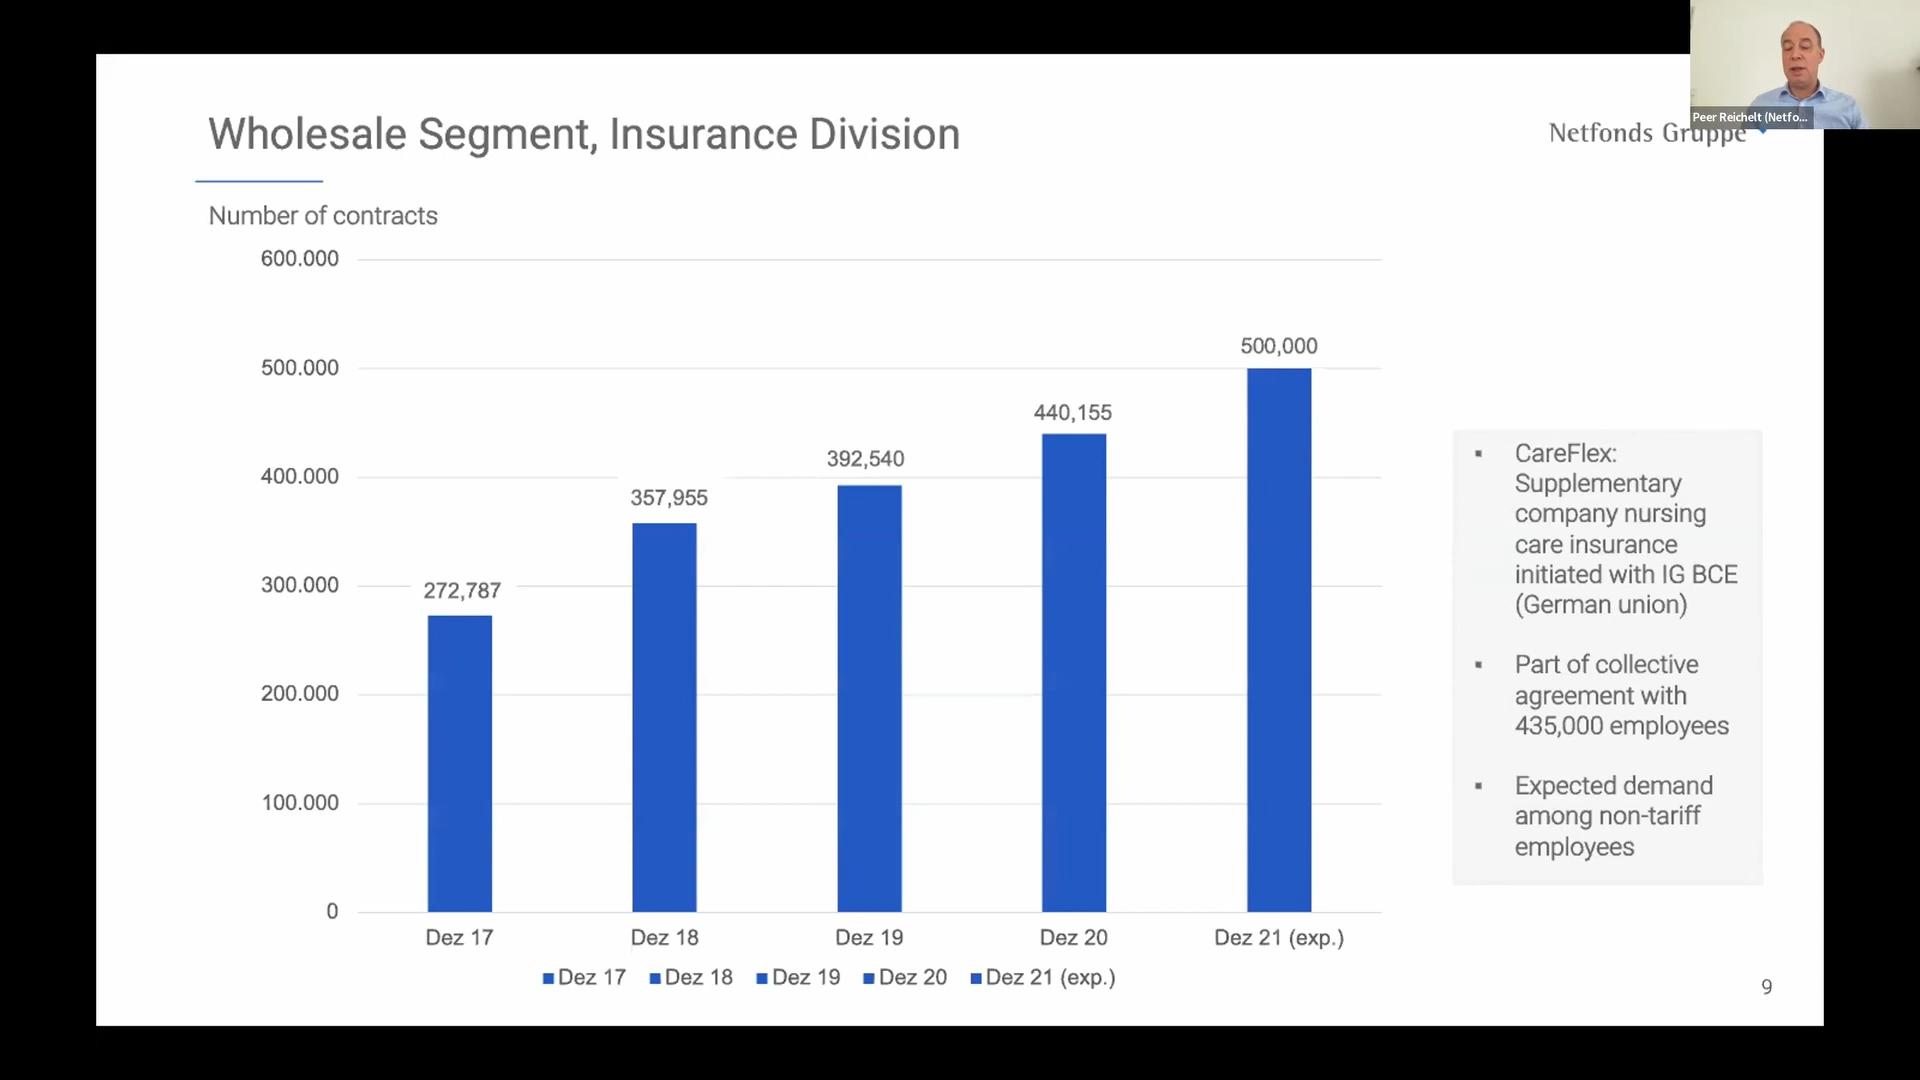 Peer Reichelt (Netfo...
Wholesale Segment, Insurance Division
Netfonds Gruppe
Number of contracts
600.000
500.000
400.000
300.000
200.000
100.000
0
272,787
357,955
392,540
440,155
500,000
Dez 17
Dez 18
Dez 19
Dez 20
Dez 21 (exp.)
Dez 17 Dez 18 Dez 19 Dez 20 Dez 21 (exp.)
▪ CareFlex:
Supplementary
company nursing
care insurance
initiated with IG BCE
(German union)
▪ Part of collective
agreement with
435,000 employees
▪ Expected demand
among non-tariff
employees
9